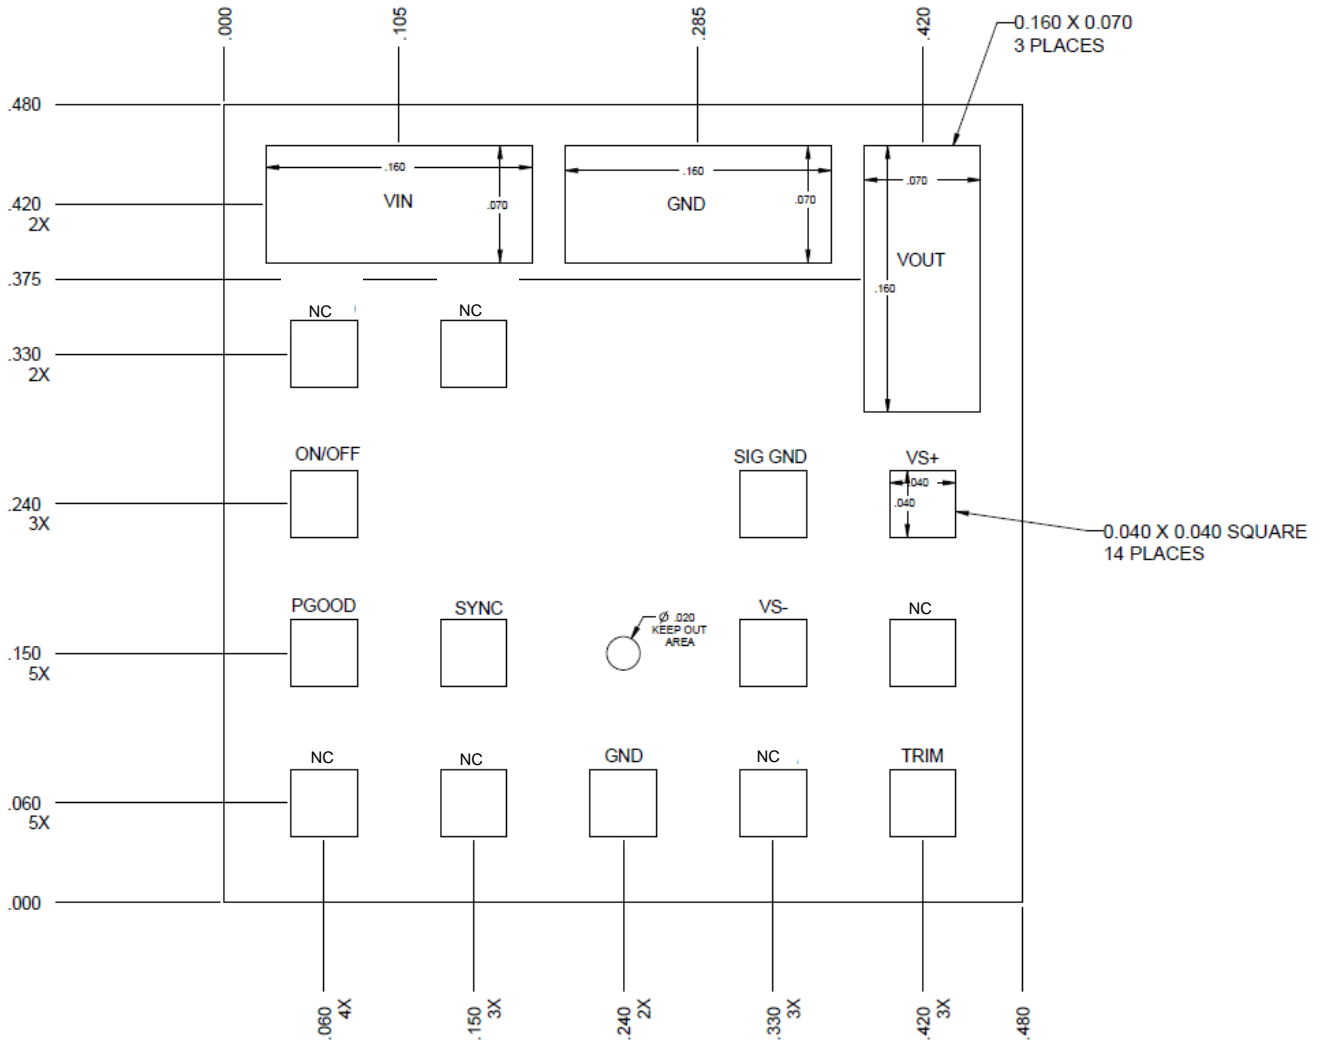 .000
.105
.285
.420
0.160 X 0.070
3 PLACES
.480
.160
.160
.070
VIN
.070
GND
.070
.420
2X
VOUT
.375
.160
NC
NC
.330
2X
ON/OFF
SIG GND
VS+
.040
.040
.240
3X
0.040 X 0.040 SQUARE
14 PLACES
PGOOD
SYNC
Ø .020
KEEP OUT
AREA
VS-
NC
.150
5X
NC
NC
GND
NC
TRIM
.060
5X
.000
.060 4X
.150 3X
.240 2X
.330 3X
.420 3X
.480